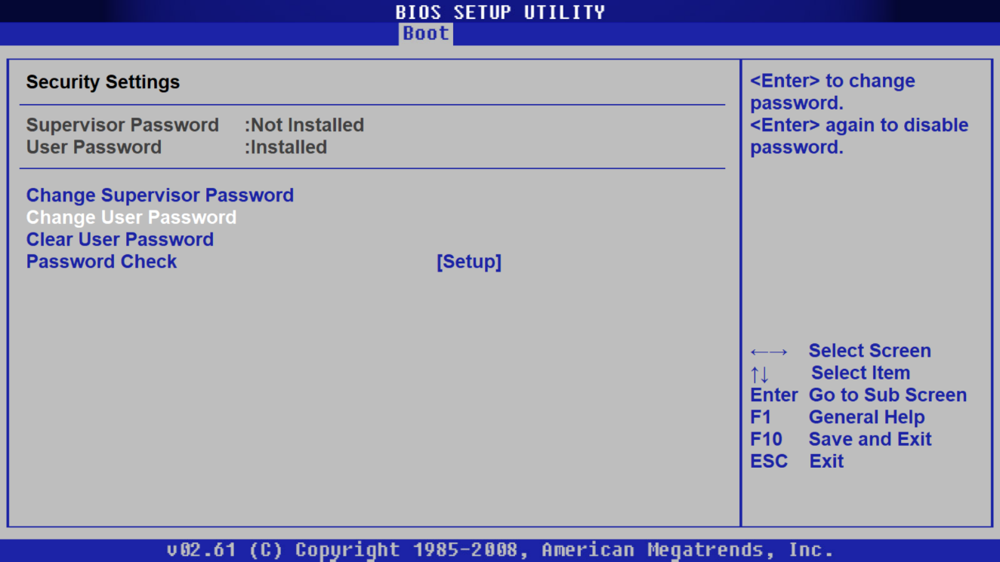 BIOS SETUP UTILITY
Boot
Security Settings
Supervisor Password :Not Installed
User Password :Installed
Change Supervisor Password
Change User Password
Clear User Password
Password Check [Setup]
<Enter> to change
password.
<Enter> again to disable
password.
←→ Select Screen
↑↓ Select Item
Enter Go to Sub Screen
F1 General Help
F10 Save and Exit
ESC Exit
v02.61 (C) Copyright 1985-2008, American Megatrends, Inc.